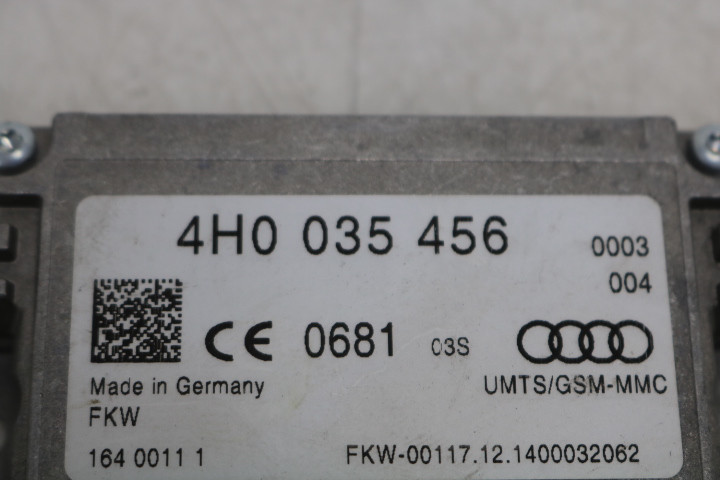 4H0 035 456 0003
004
CE 0681 03S
Made in Germany UMTS/GSM-MMC
FKW
164 0011 1 FKW-00117.12.1400032062